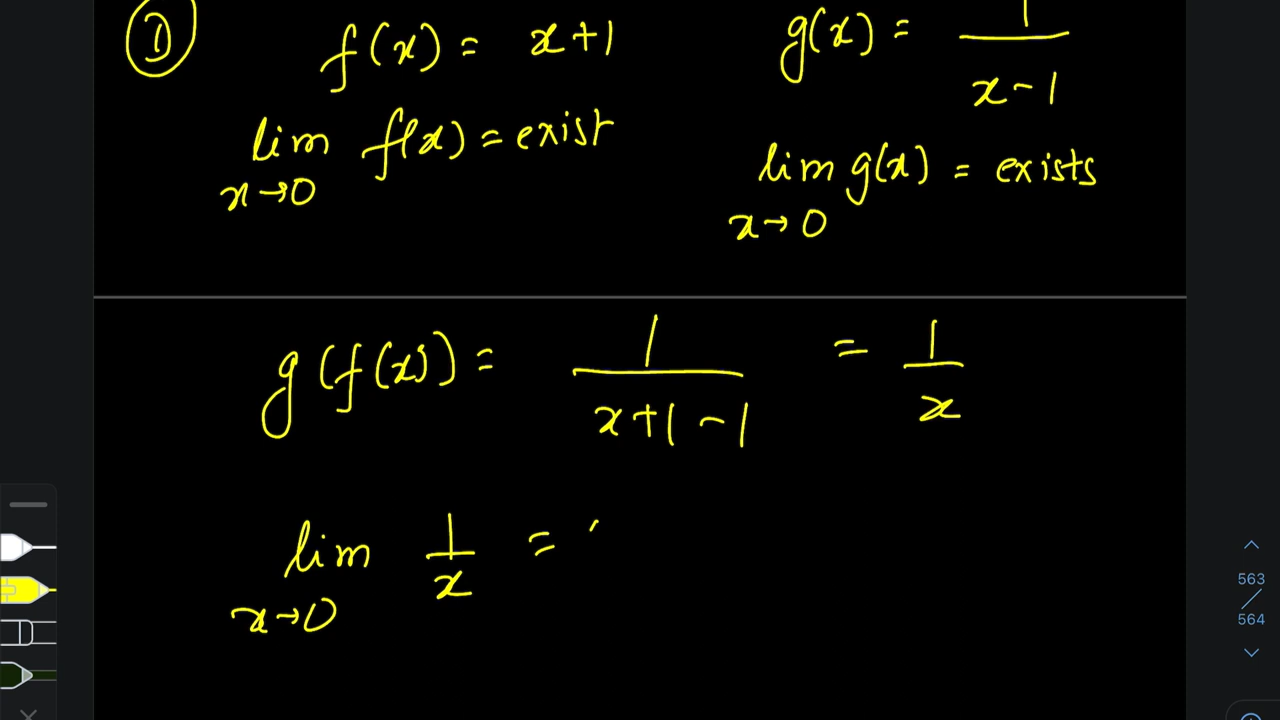 ① f(x) = x+1 g(x) = 1/(x-1)
lim x→0 f(x) = exist
lim x→0 g(x) = exists
g(f(x)) = 1/(x+1-1) = 1/x
lim x→0 1/x =
563
/
564